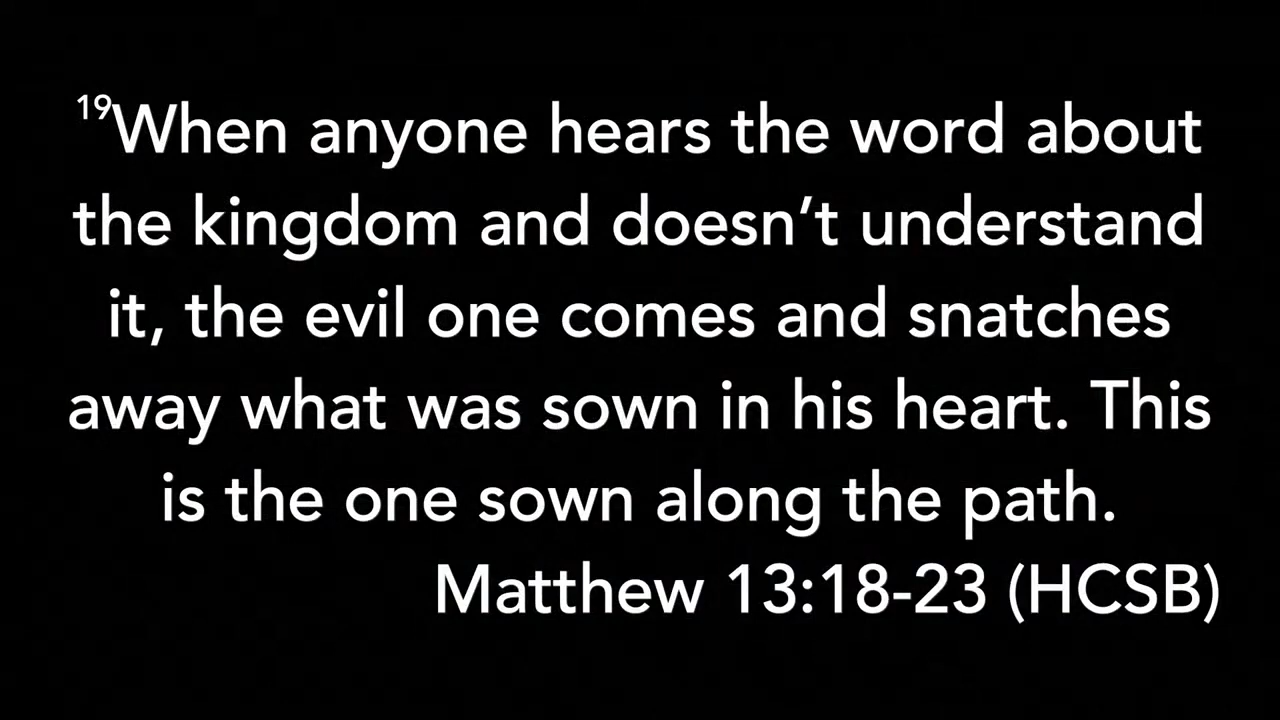 19When anyone hears the word about
the kingdom and doesn’t understand
it, the evil one comes and snatches
away what was sown in his heart. This
is the one sown along the path.
Matthew 13:18-23 (HCSB)